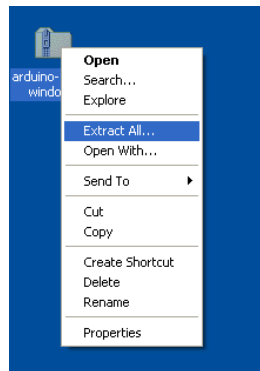 arduino-
windo
Open
Search...
Explore
Extract All...
Open With...
Send To
Cut
Copy
Create Shortcut
Delete
Rename
Properties